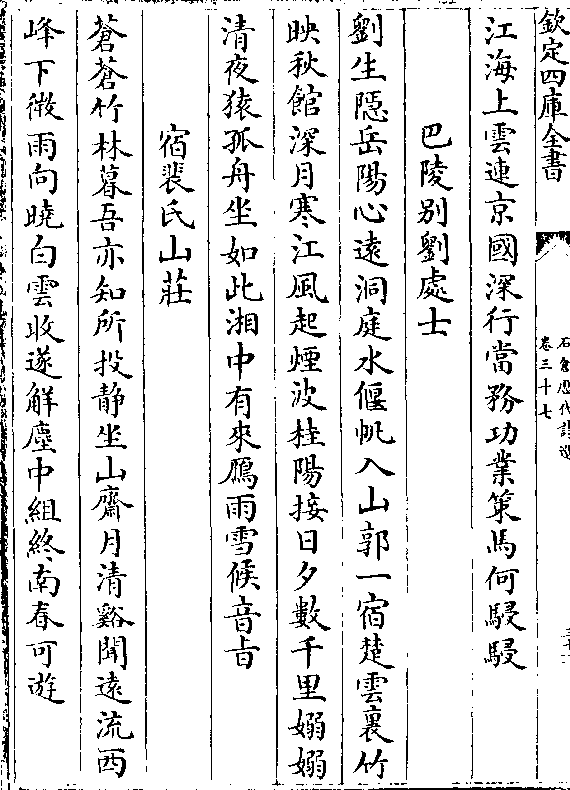 欽定四庫全書
石倉歷代詩選
卷三十七
江海上雲連京國深行當務功業策馬何駸駸
巴陵别劉處士
劉生隠岳陽心遠洞庭水偃帆入山郭一宿楚雲裏竹
映秋館深月寒江風起煙波桂陽接日夕數千里嫋嫋
清夜猿孤舟坐如此湘中有來鴈雨雪候音旨
宿裴氏山莊
蒼蒼竹林暮吾亦知所投静坐山齋月清谿聞遠流西
峰下微雨向曉白雲收遂解塵中組終南春可遊